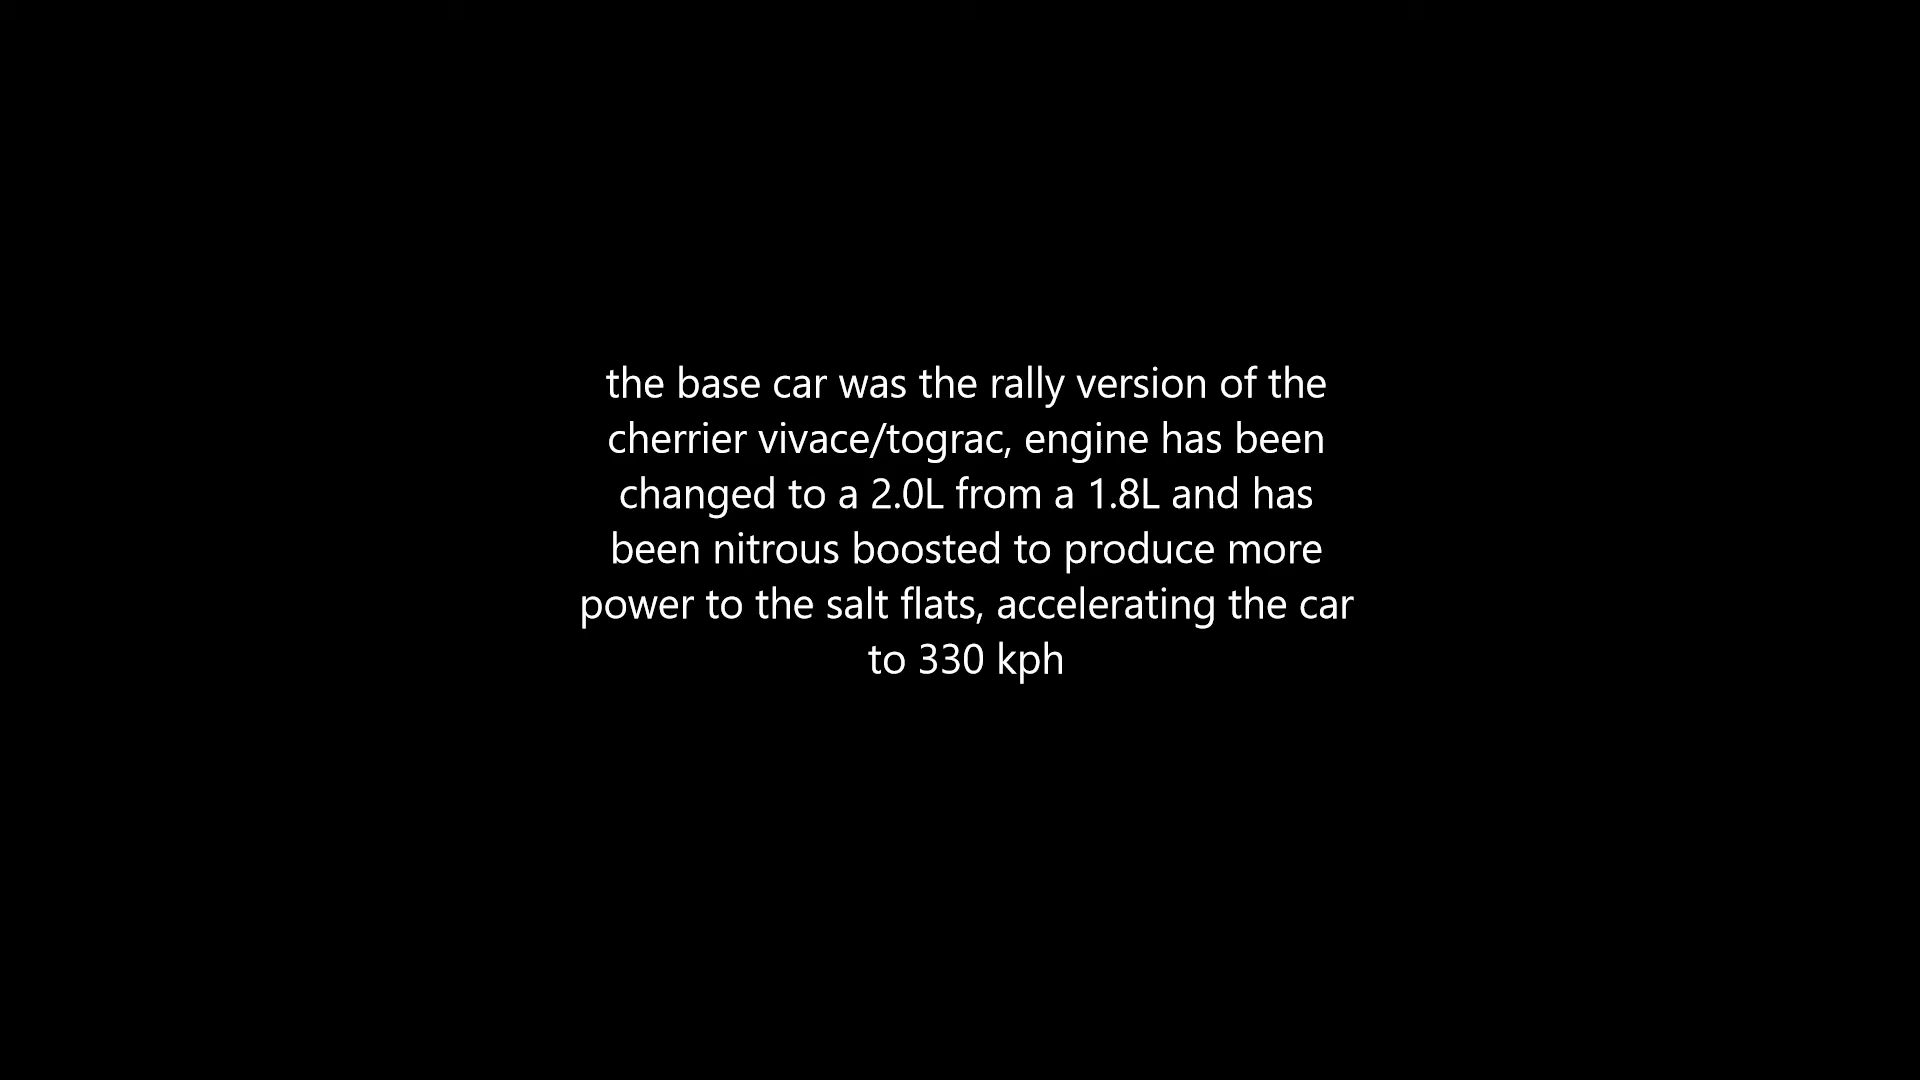 the base car was the rally version of the
cherrier vivace/tograc, engine has been
changed to a 2.0L from a 1.8L and has
been nitrous boosted to produce more
power to the salt flats, accelerating the car
to 330 kph